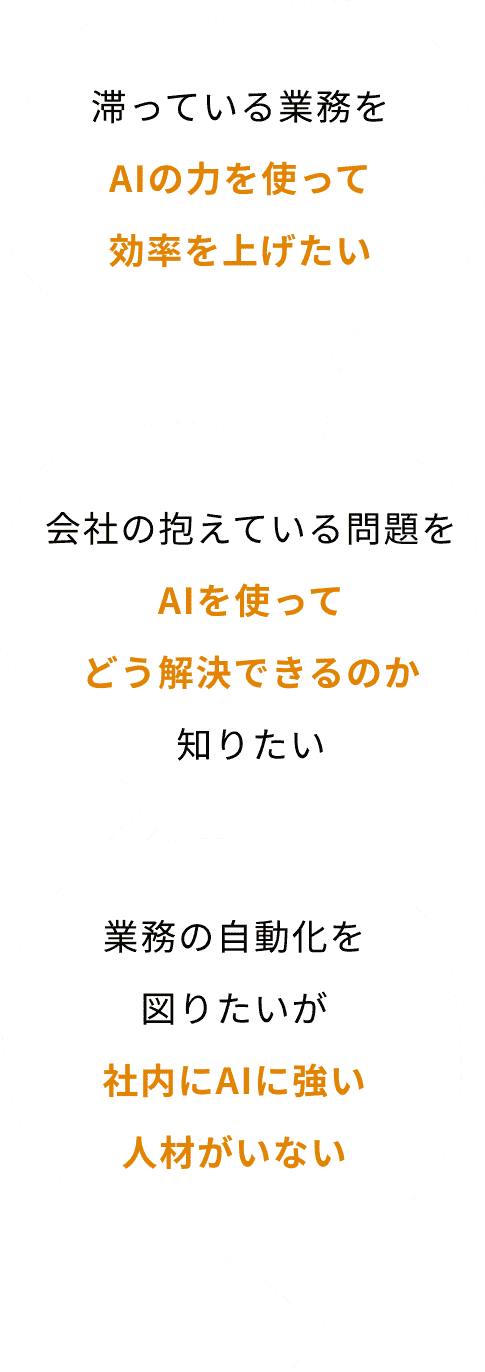 滞っている業務を
AIの力を使って
効率を上げたい
会社の抱えている問題を
AIを使って
どう解決できるのか
知りたい
業務の自動化を
図りたいが
社内にAIに強い
人材がいない